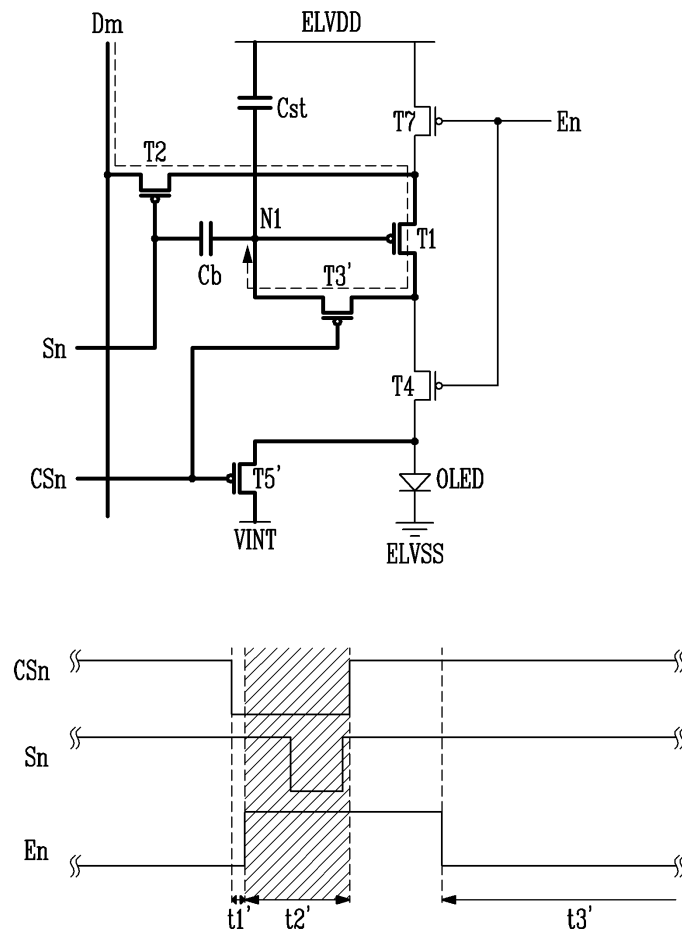 Dm
ELVDD
Cst
T7
En
T2
N1
T1
Cb
T3'
Sn
T4
CSn
T5'
OLED
VINT
ELVSS
CSn
Sn
En
t1'
t2'
t3'